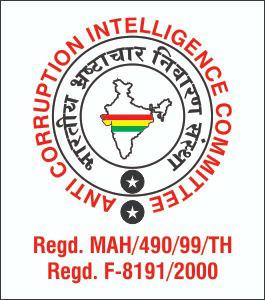 ANTI CORRUPTION INTELLIGENCE COMMITTEE
भारतीय भ्रष्टाचार निवारण संस्था
Regd. MAH/490/99/TH
Regd. F-8191/2000